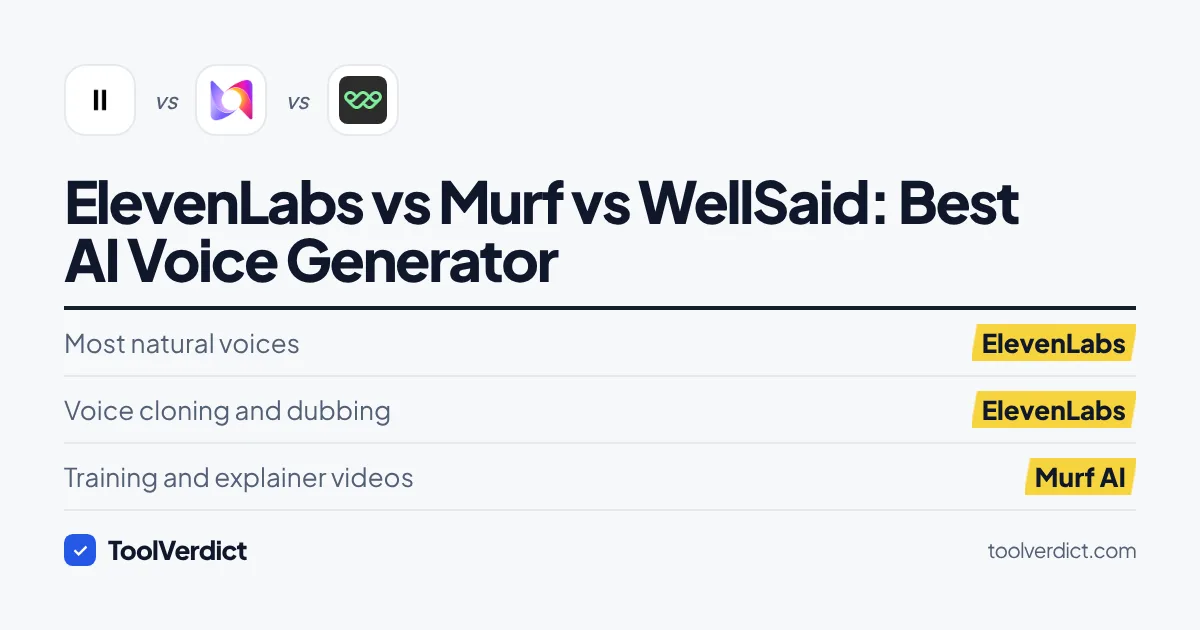 vs
vs
ElevenLabs vs Murf vs WellSaid: Best
AI Voice Generator
Most natural voices ElevenLabs
Voice cloning and dubbing ElevenLabs
Training and explainer videos Murf AI
ToolVerdict toolverdict.com